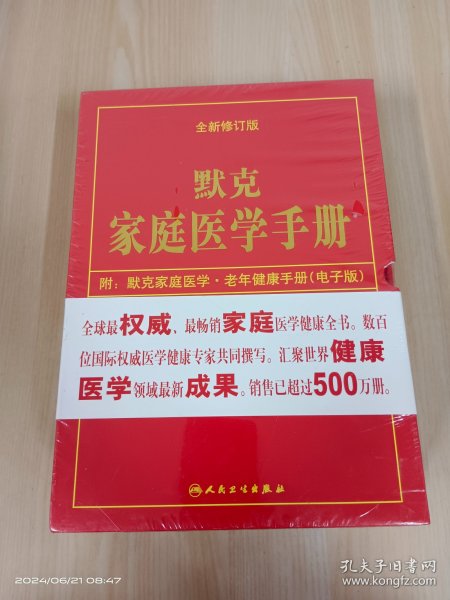 全新修订版
默克
家庭医学手册
附：默克家庭医学·老年健康手册(电子版)
全球最权威、最畅销家庭医学健康全书。数百
位国际权威医学健康专家共同撰写。汇聚世界健康
医学领域最新成果。销售已超过500万册。
人民卫生出版社
2024/06/21 08:47
孔夫子旧书网
www.kongfz.com